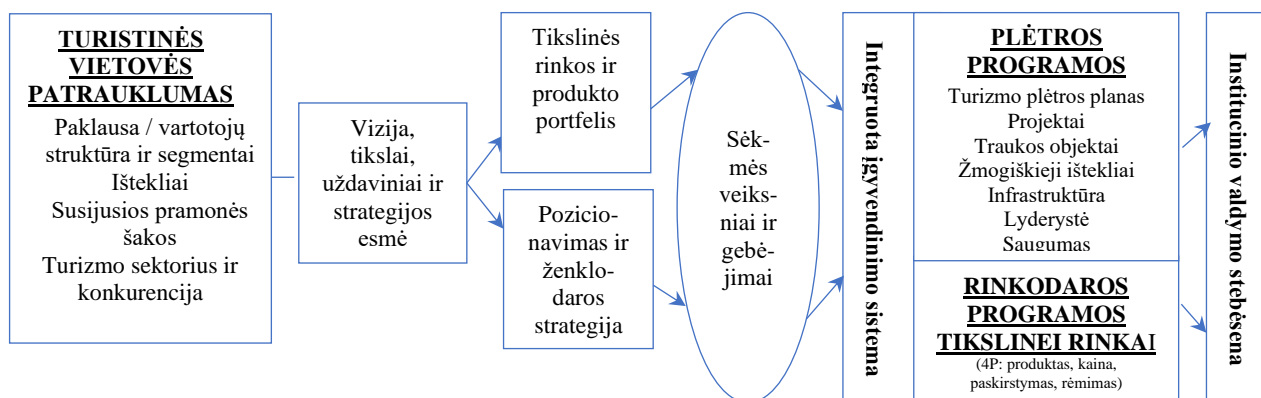 TURISTINĖS
VIETOVĖS
PATRAUKLUMAS
Paklausa / vartotojų
struktūra ir segmentai
Ištekliai
Susijusios pramonės
šakos
Turizmo sektorius ir
konkurencija
Vizija,
tikslai,
uždaviniai ir
strategijos
esmė
Tikslinės
rinkos ir
produkto
portfelis
Pozicio-
navimas ir
ženklo-
daros
strategija
Sėk-
mės
veiks-
niai ir
gebė-
jimai
Integruota įgyvendinimo sistema
PLĖTROS
PROGRAMOS
Turizmo plėtros planas
Projektai
Traukos objektai
Žmogiškieji ištekliai
Infrastruktūra
Lyderystė
Saugumas
RINKODAROS
PROGRAMOS
TIKSLINEI RINKAI
(4P: produktas, kaina,
paskirstymas, rėmimas)
Institucinio valdymo stebėsena